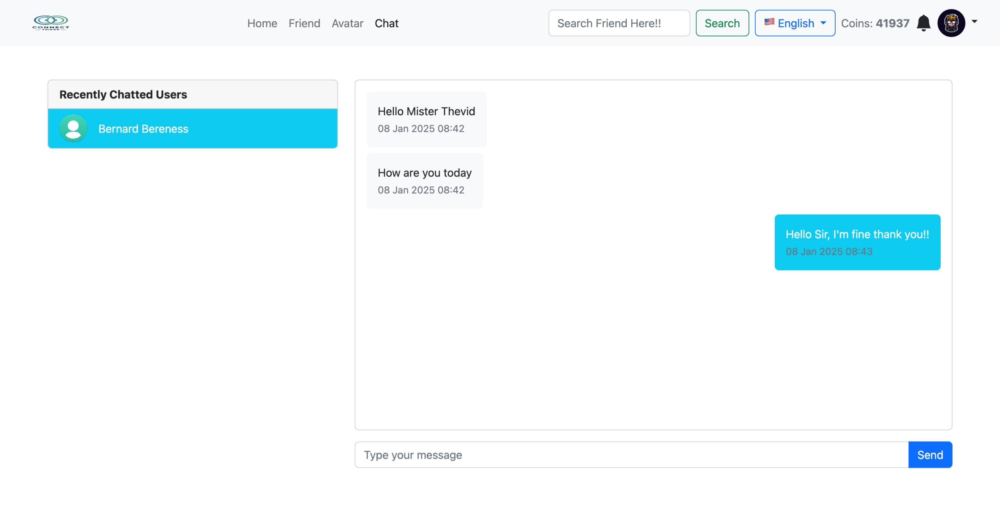 CONNECT
FRIEND
Home Friend Avatar Chat
Search Friend Here!!
Search
English
Coins: 41937
Recently Chatted Users
Bernard Bereness
Hello Mister Thevid
08 Jan 2025 08:42
How are you today
08 Jan 2025 08:42
Hello Sir, I'm fine thank you!!
08 Jan 2025 08:43
Type your message
Send